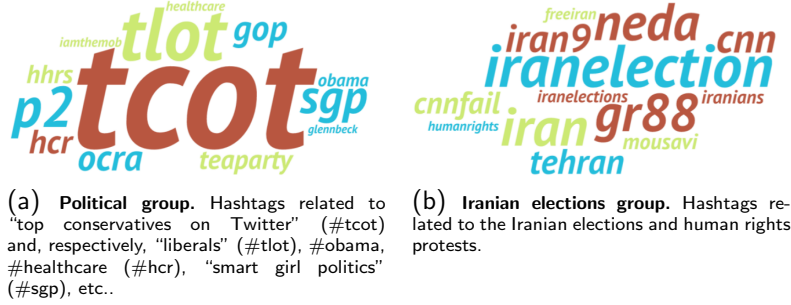 healthcare
iamthemob tlot gop
hhrs tcot obama
p2 sgp
hcr glennbeck
ocra teaparty
freeiran
iran9 neda cnn
iranelection
cnnfail iranelections iranians
humanrights iran gr88 mousavi
tehran
(a) Political group. Hashtags related to
“top conservatives on Twitter” (#tcot)
and, respectively, “liberals” (#tlot), #obama,
#healthcare (#hcr), “smart girl politics”
(#sgp), etc..
(b) Iranian elections group. Hashtags re-
lated to the Iranian elections and human rights
protests.